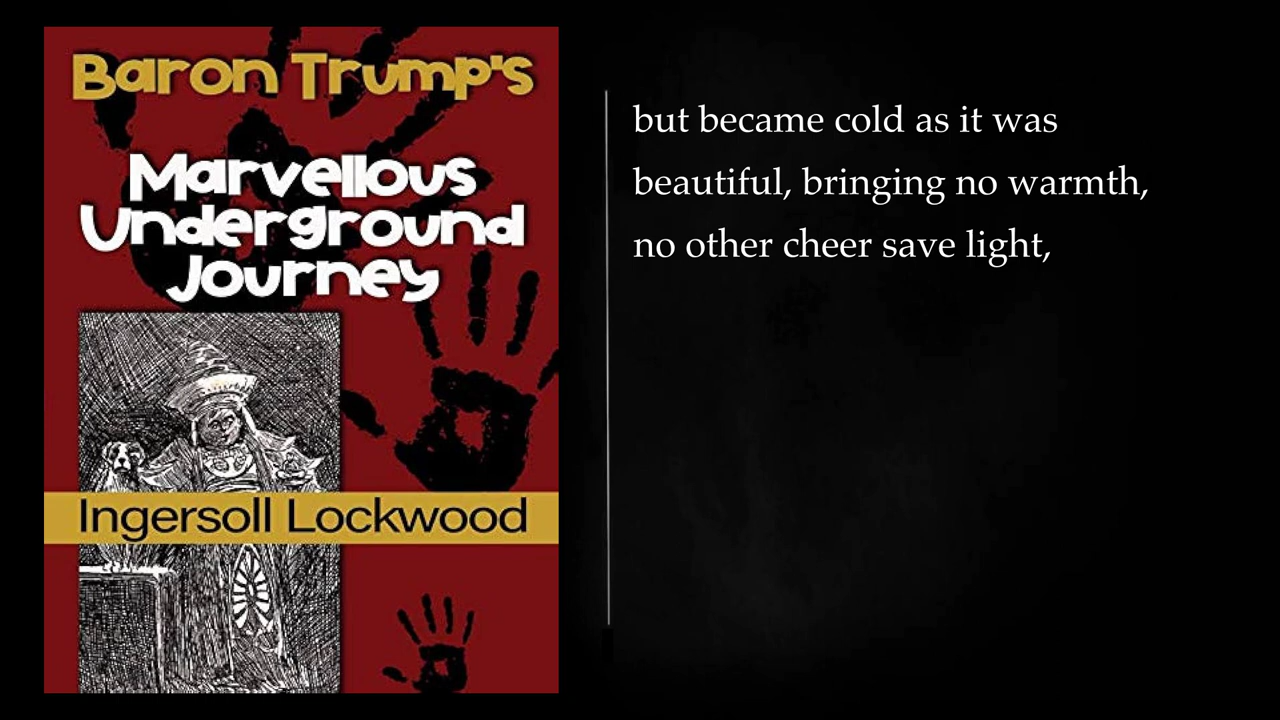 Baron Trump's
Marvellous
Underground
Journey
Ingersoll Lockwood
but became cold as it was
beautiful, bringing no warmth,
no other cheer save light,